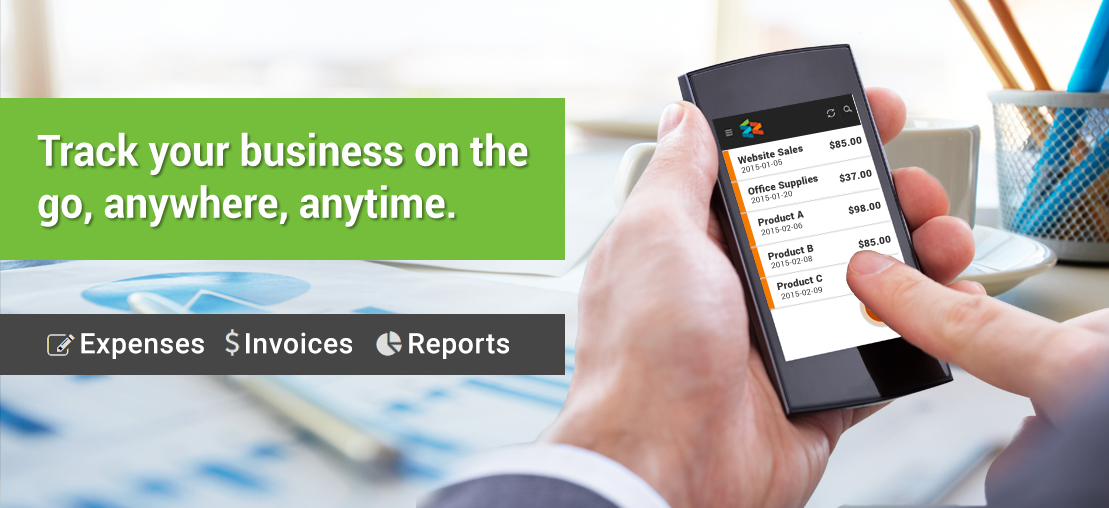 Track your business on the
go, anywhere, anytime.
Expenses $ Invoices Reports
Website Sales $85.00
2015-01-05
Office Supplies $37.00
2015-01-20
Product A $98.00
2015-02-06
Product B $85.00
2015-02-08
Product C
2015-02-09